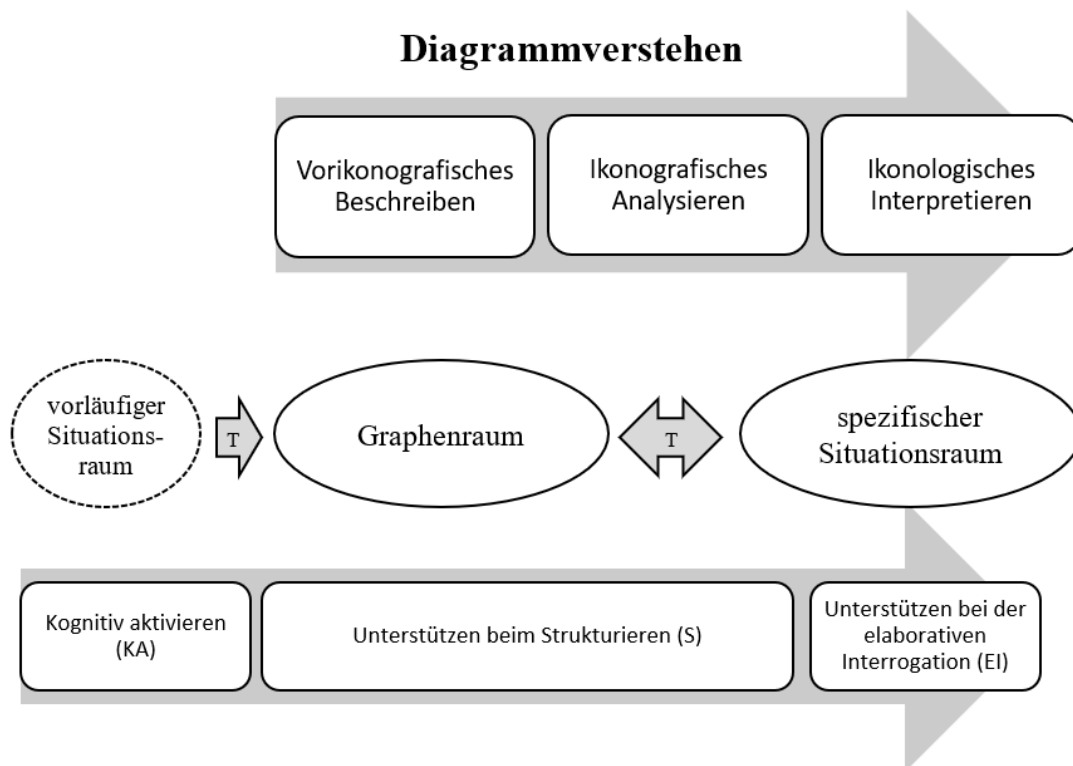 Diagrammverstehen
Vorikonografisches
Beschreiben
Ikonografisches
Analysieren
Ikonologisches
Interpretieren
vorläufiger
Situations-
raum
T
Graphenraum
T
spezifischer
Situationsraum
Kognitiv aktivieren
(KA)
Unterstützen beim Strukturieren (S)
Unterstützen bei der
elaborativen
Interrogation (EI)